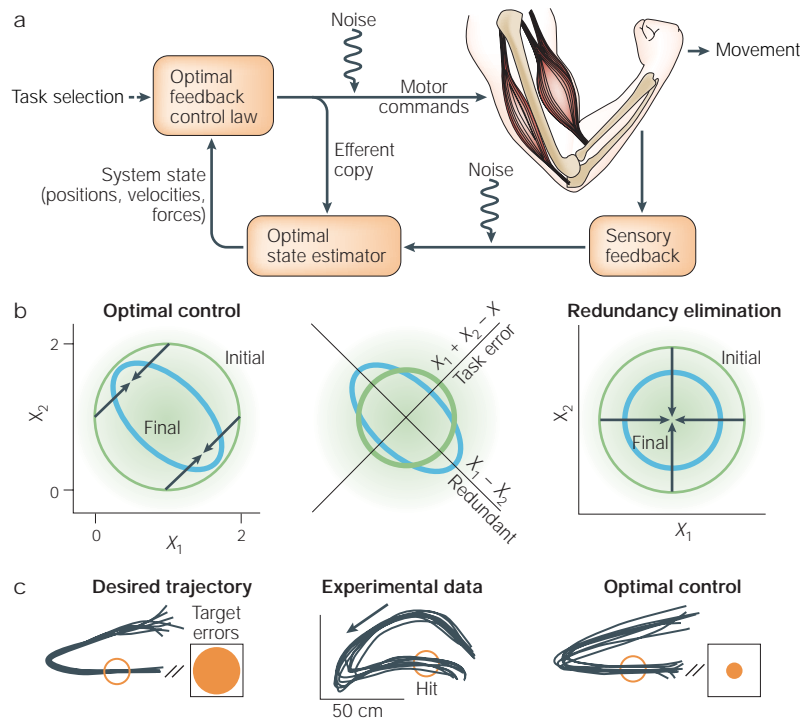 a
Noise
Optimal
feedback
control law
Task selection
Motor
commands
Movement
Efferent
copy
System state
(positions, velocities,
forces)
Noise
Optimal
state estimator
Sensory
feedback
b
Optimal control
2
Initial
X₂
Final
0
0
X₁
2
X₁ + X₂ – X
Task error
X₁ – X₂
Redundant
Redundancy elimination
Initial
X₂
Final
X₁
c
Desired trajectory
Target
errors
Experimental data
Hit
50 cm
Optimal control